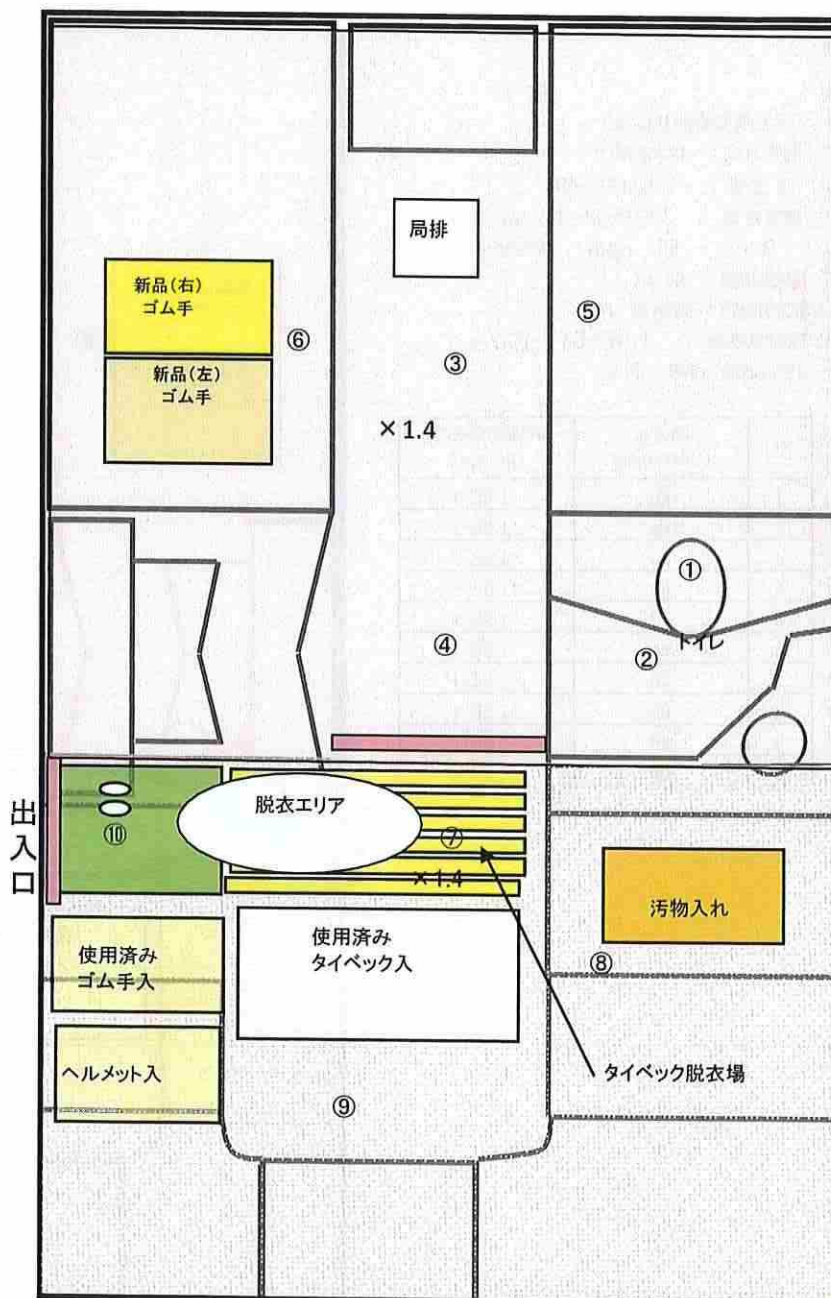 局排
新品(右)
ゴム手
⑥
⑤
③
新品(左)
ゴム手
×1.4
①
④
②
トイレ
出入口
脱衣エリア
⑩
⑦
×1.4
汚物入れ
使用済み
ゴム手入
使用済み
タイベック入
⑧
ヘルメット入
タイベック脱衣場
⑨